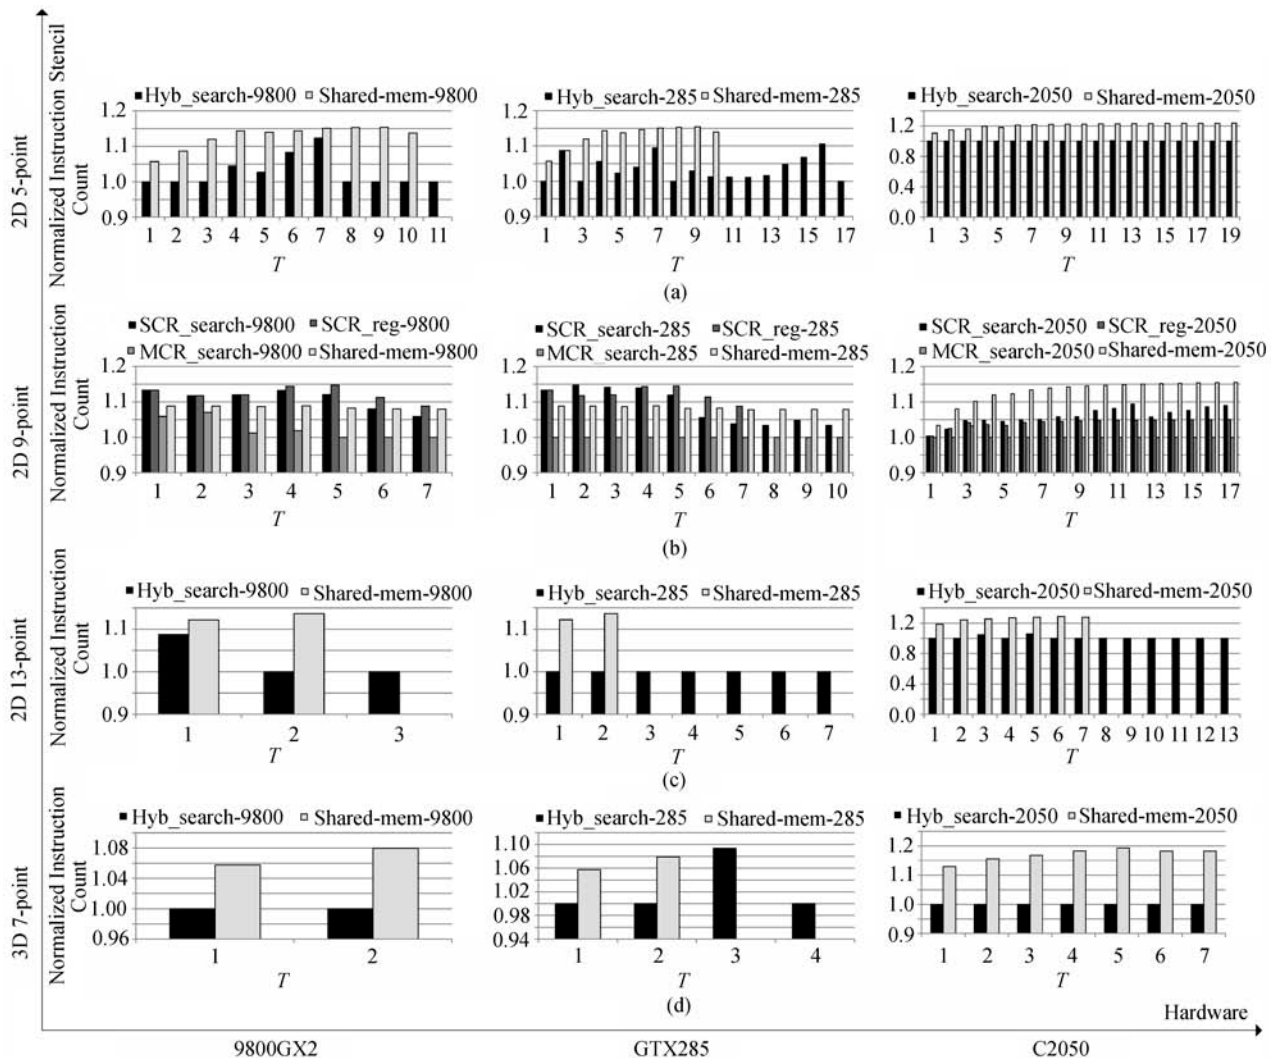 Normalized Instruction Stencil
Count
2D 5-point
Hyb_search-9800 Shared-mem-9800
1.2
1.1
1.0
0.9
1 2 3 4 5 6 7 8 9 10 11
T
Hyb_search-285 Shared-mem-285
1.2
1.1
1.0
0.9
1 3 5 7 9 11 13 15 17
T
(a)
Hyb_search-2050 Shared-mem-2050
1.2
0.8
0.4
0.0
1 3 5 7 9 11 13 15 17 19
T
2D 9-point
Normalized Instruction
Count
SCR_search-9800 SCR_reg-9800
MCR_search-9800 Shared-mem-9800
1.2
1.1
1.0
0.9
1 2 3 4 5 6 7
T
SCR_search-285 SCR_reg-285
MCR_search-285 Shared-mem-285
1.2
1.1
1.0
0.9
1 2 3 4 5 6 7 8 9 10
T
(b)
SCR_search-2050 SCR_reg-2050
MCR_search-2050 Shared-mem-2050
1.2
1.1
1.0
0.9
1 3 5 7 9 11 13 15 17
T
2D 13-point
Normalized Instruction
Count
Hyb_search-9800 Shared-mem-9800
1.1
1.0
0.9
1 2 3
T
Hyb_search-285 Shared-mem-285
1.1
1.0
0.9
1 2 3 4 5 6 7
T
(c)
Hyb_search-2050 Shared-mem-2050
1.2
0.8
0.4
0.0
1 2 3 4 5 6 7 8 9 10 11 12 13
T
3D 7-point
Normalized Instruction
Count
Hyb_search-9800 Shared-mem-9800
1.08
1.04
1.00
0.96
1 2
T
Hyb_search-285 Shared-mem-285
1.10
1.06
1.02
0.98
0.94
1 2 3 4
T
(d)
Hyb_search-2050 Shared-mem-2050
1.2
1.1
1.0
0.9
1 2 3 4 5 6 7
T
Hardware
9800GX2 GTX285 C2050